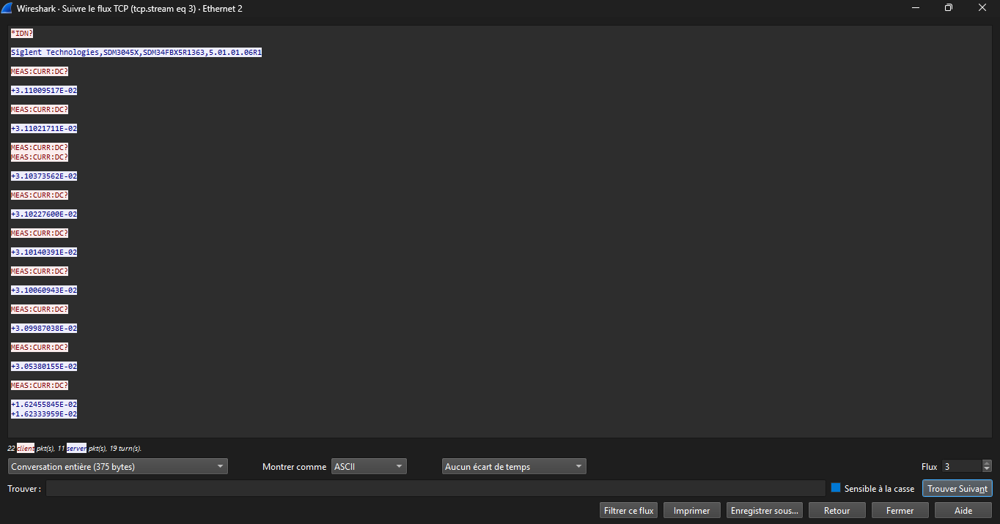 Wireshark · Suivre le flux TCP (tcp.stream eq 3) · Ethernet 2
*IDN?
Siglent Technologies,SDM3045X,SDM34FBX5R1363,5.01.01.06R1
MEAS:CURR:DC?
+3.11009517E-02
MEAS:CURR:DC?
+3.11021711E-02
MEAS:CURR:DC?
MEAS:CURR:DC?
+3.10373562E-02
MEAS:CURR:DC?
+3.10227600E-02
MEAS:CURR:DC?
+3.10140391E-02
MEAS:CURR:DC?
+3.10060943E-02
MEAS:CURR:DC?
+3.09987038E-02
MEAS:CURR:DC?
+3.05380155E-02
MEAS:CURR:DC?
+1.62455845E-02
+1.62333959E-02
22 client pkt(s), 11 server pkt(s), 19 turn(s).
Conversation entière (375 bytes) Montrer comme ASCII Aucun écart de temps Flux 3
Trouver : Sensible à la casse Trouver Suivant
Filtrer ce flux Imprimer Enregistrer sous... Retour Fermer Aide